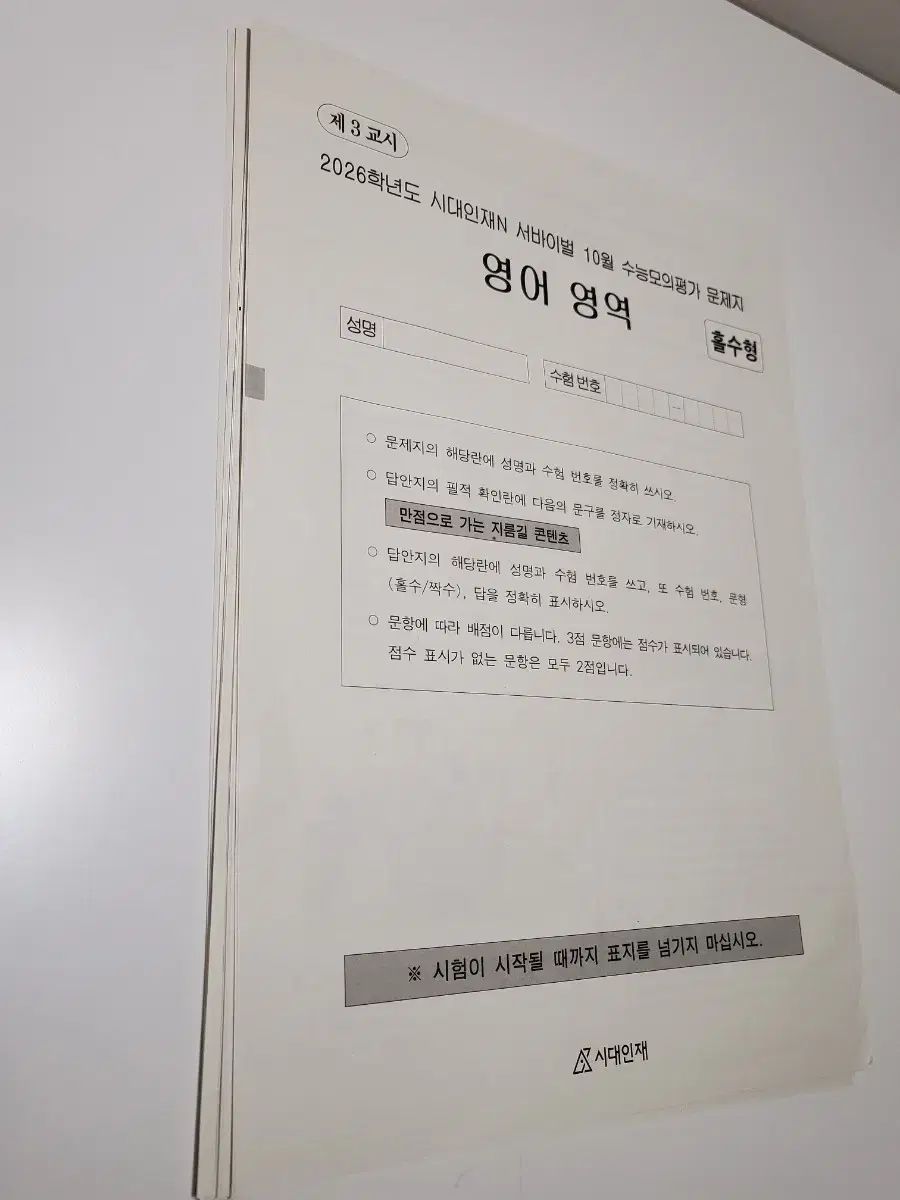 제 3 교시
2026학년도 시대인재N 서바이벌 10월 수능모의평가 문제지
영어 영역
홀수형
성명
수험 번호 -
○ 문제지의 해당란에 성명과 수험 번호를 정확히 쓰시오.
○ 답안지의 필적 확인란에 다음의 문구를 정자로 기재하시오.
만점으로 가는 지름길 콘텐츠
○ 답안지의 해당란에 성명과 수험 번호를 쓰고, 또 수험 번호, 문형
(홀수/짝수), 답을 정확히 표시하시오.
○ 문항에 따라 배점이 다릅니다. 3점 문항에는 점수가 표시되어 있습니다.
점수 표시가 없는 문항은 모두 2점입니다.
※ 시험이 시작될 때까지 표지를 넘기지 마십시오.
시대인재